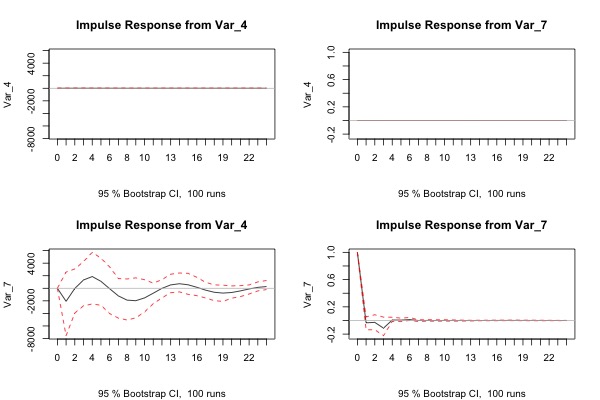 Impulse Response from Var_4
Var_4
4000
-2000
-8000
0 2 4 6 8 10 13 16 19 22
95 % Bootstrap CI, 100 runs
Impulse Response from Var_7
Var_4
1.0
0.6
0.2
-0.2
0 2 4 6 8 10 13 16 19 22
95 % Bootstrap CI, 100 runs
Impulse Response from Var_4
Var_7
4000
-2000
-8000
0 2 4 6 8 10 13 16 19 22
95 % Bootstrap CI, 100 runs
Impulse Response from Var_7
Var_7
1.0
0.6
0.2
-0.2
0 2 4 6 8 10 13 16 19 22
95 % Bootstrap CI, 100 runs